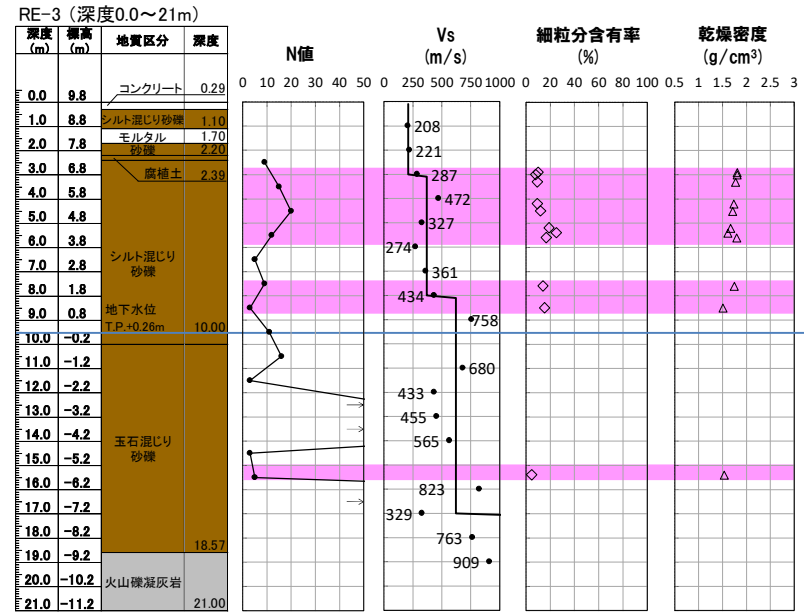 RE-3 (深度0.0～21m)
深度 (m) 標高 (m) 地質区分 深度
N値
Vs (m/s)
細粒分含有率 (%)
乾燥密度 (g/cm³)
0 10 20 30 40 50
0 250 500 750 1000
0 20 40 60 80 100
0.5 1 1.5 2 2.5 3
コンクリート 0.29
0.0 9.8
シルト混じり砂礫 1.10
1.0 8.8
モルタル 1.70
2.0 7.8
砂礫 2.20
3.0 6.8
腐植土 2.39
4.0 5.8
5.0 4.8
6.0 3.8
シルト混じり
砂礫
7.0 2.8
8.0 1.8
9.0 0.8
地下水位
T.P.+0.26m 10.00
10.0 −0.2
11.0 −1.2
12.0 −2.2
13.0 −3.2
14.0 −4.2
玉石混じり
砂礫
15.0 −5.2
16.0 −6.2
17.0 −7.2
18.0 −8.2
18.57
19.0 −9.2
20.0 −10.2
火山礫凝灰岩
21.0 −11.2
21.00
208
221
287
472
327
274
361
434
758
680
433
455
565
823
329
763
909